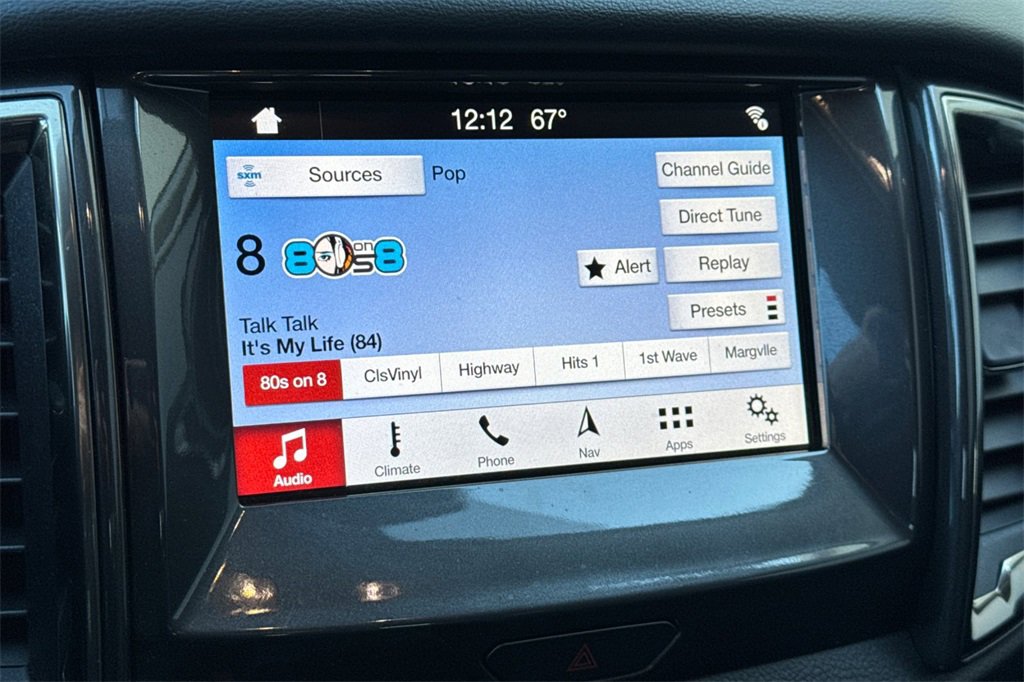 12:12 67°
sxm Sources
Pop
Channel Guide
Direct Tune
8 80s on 8
Alert
Replay
Presets
Talk Talk
It's My Life (84)
80s on 8
ClsVinyl
Highway
Hits 1
1st Wave
Margvlle
Audio
Climate
Phone
Nav
Apps
Settings